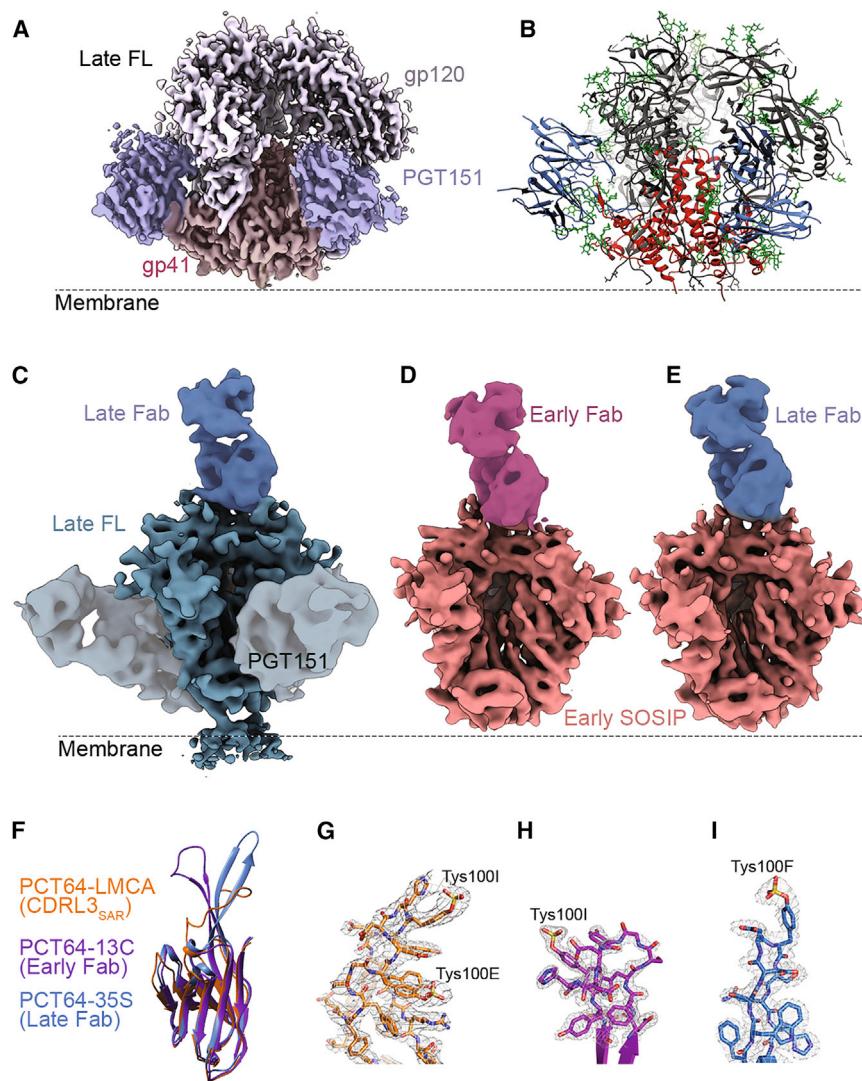 A
B
Late FL
gp120
PGT151
gp41
Membrane
C
D
E
Late Fab
Early Fab
Late Fab
Late FL
PGT151
Early SOSIP
Membrane
F
G
H
I
PCT64-LMCA
(CDRL3SAR)
PCT64-13C
(Early Fab)
PCT64-35S
(Late Fab)
Tys100I
Tys100E
Tys100I
Tys100F